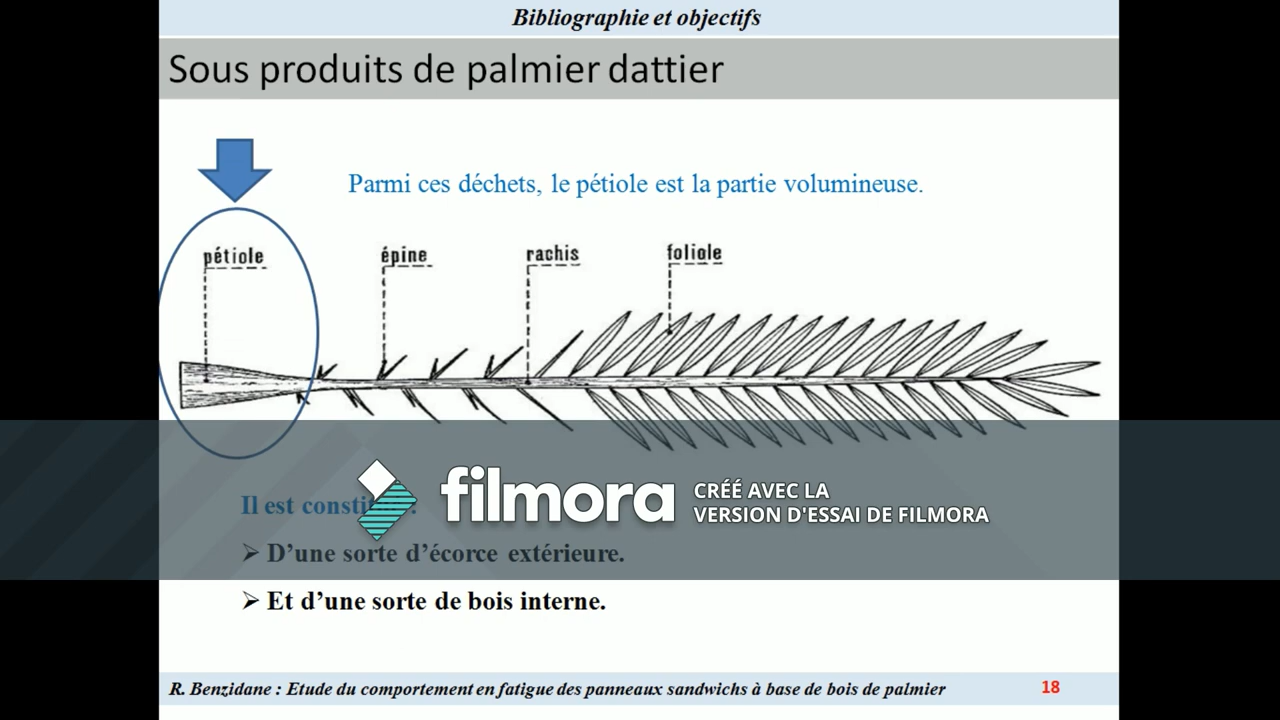 Bibliographie et objectifs
Sous produits de palmier dattier
Parmi ces déchets, le pétiole est la partie volumineuse.
pétiole
épine
rachis
foliole
Il est :
filmora
CRÉÉ AVEC LA
VERSION D'ESSAI DE FILMORA
➢ D’une sorte d’écorce extérieure.
➢ Et d’une sorte de bois interne.
R. Benzidane : Etude du comportement en fatigue des panneaux sandwichs à base de bois de palmier
18